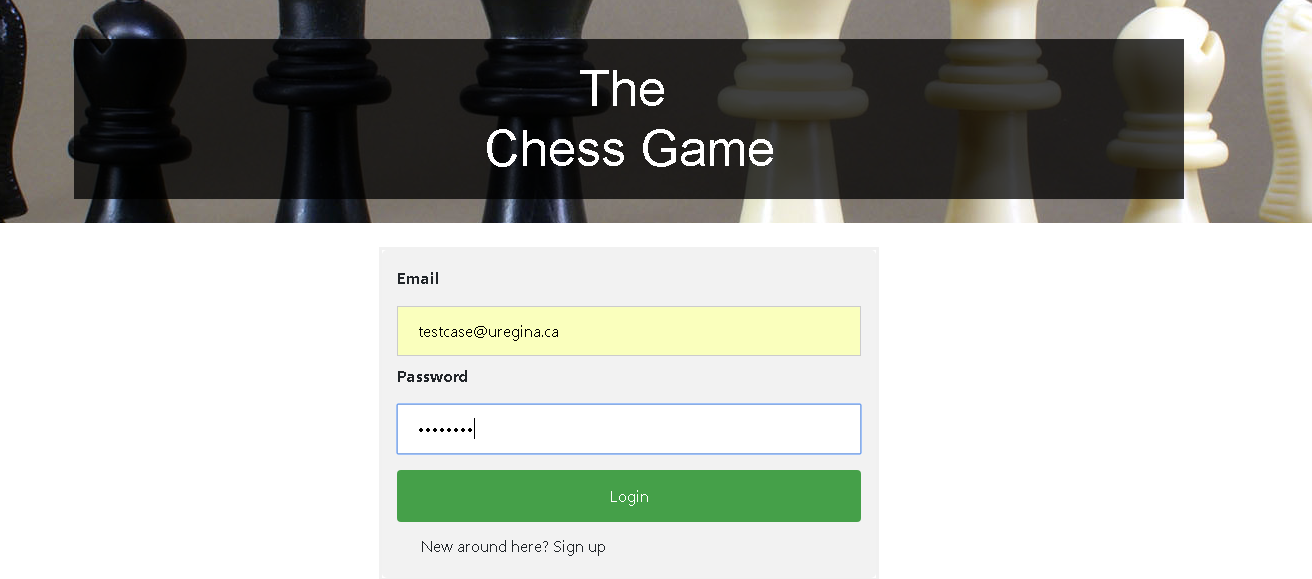 The
Chess Game
Email
testcase@uregina.ca
Password
••••••••
Login
New around here? Sign up